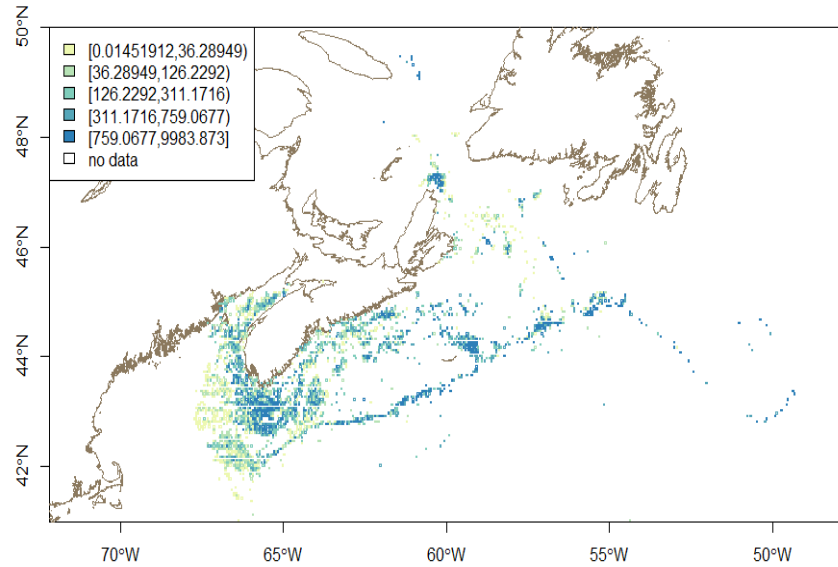 50°N
48°N
46°N
44°N
42°N
[0.01451912,36.28949)
[36.28949,126.2292)
[126.2292,311.1716)
[311.1716,759.0677)
[759.0677,9983.873]
no data
70°W
65°W
60°W
55°W
50°W